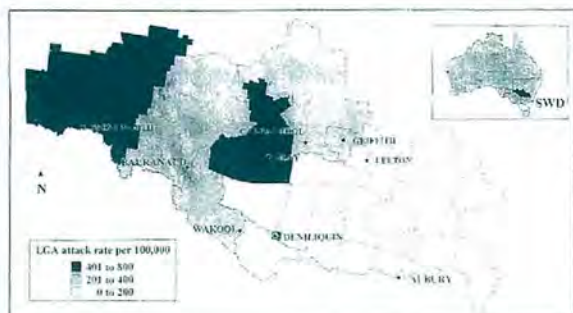 SWD
GRIFFITH
LEETON
HAY
BALRANALD
N
WAKOOL
DENILIQUIN
ALBURY
LGA attack rate per 100,000
401 to 800
201 to 400
0 to 200